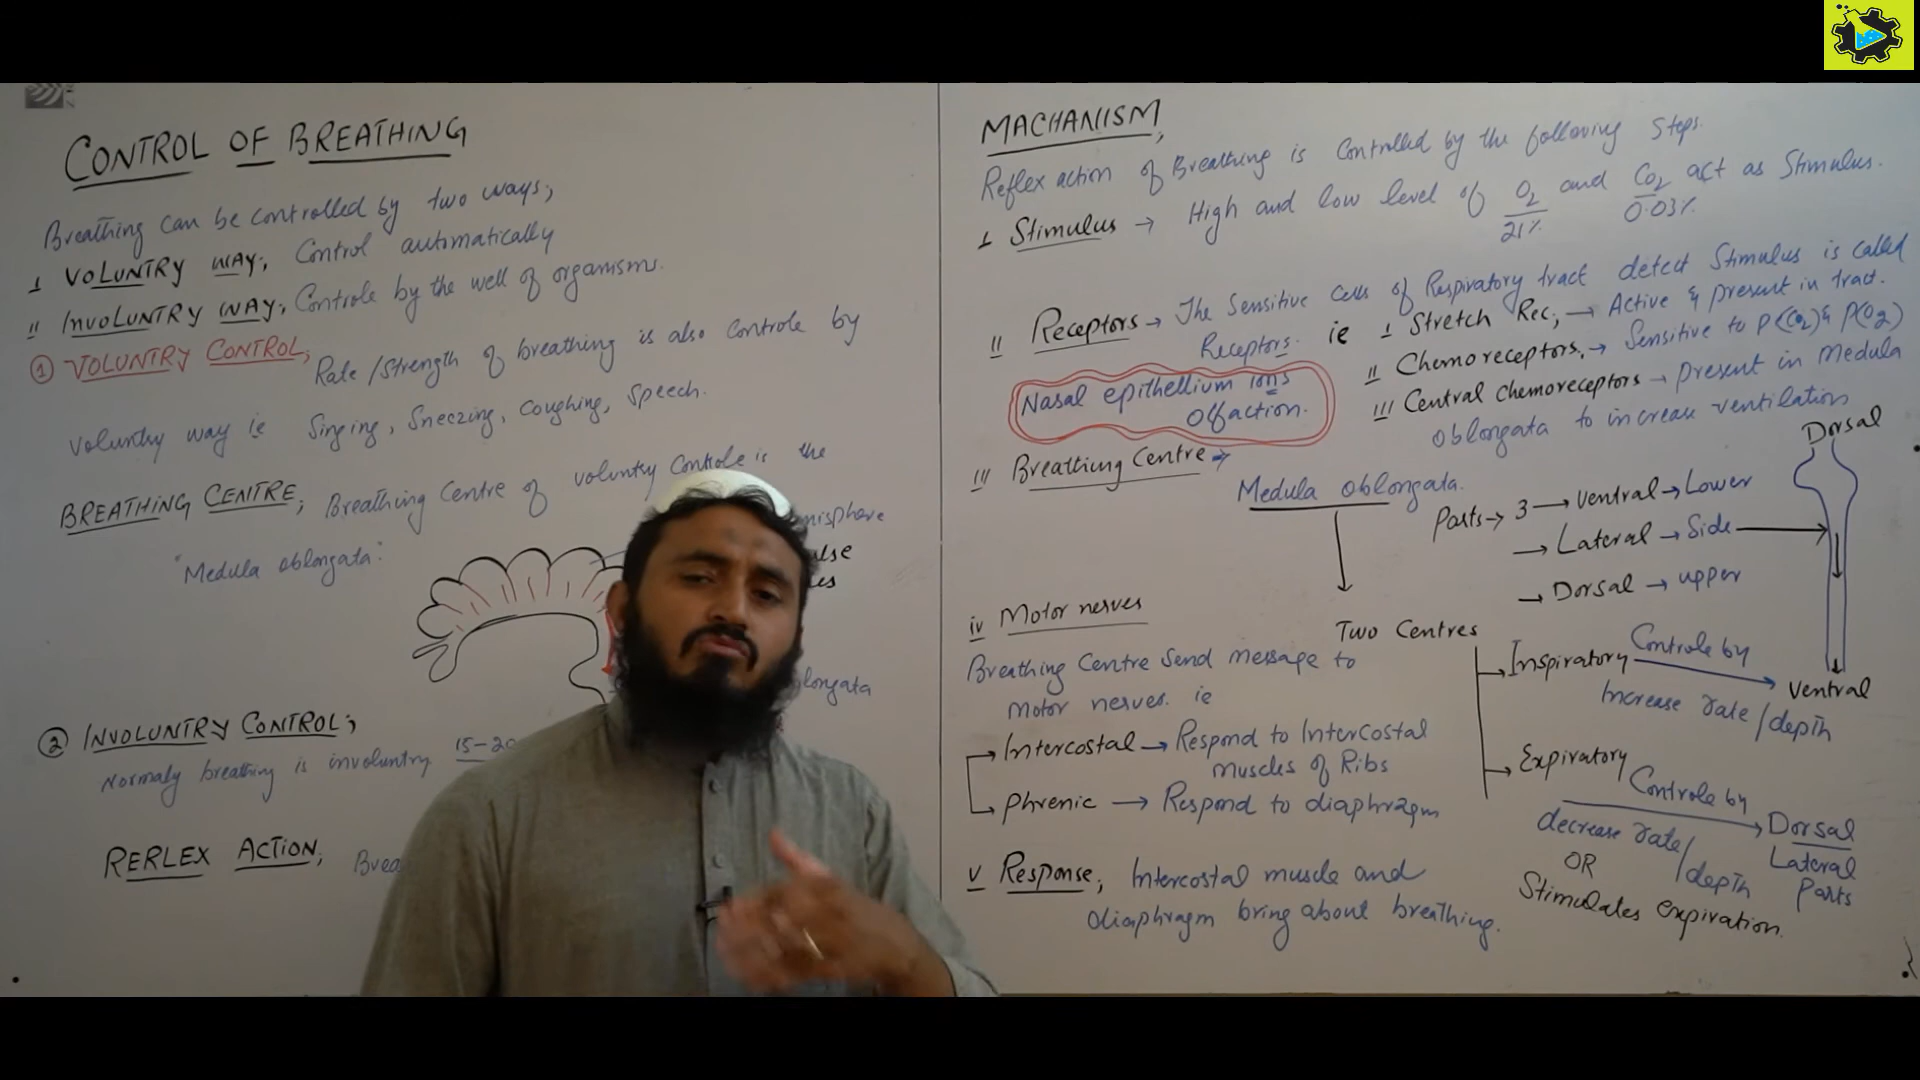 CONTROL OF BREATHING
Breathing can be controlled by two ways;
I VOLUNTRY WAY; Control automatically
II INVOLUNTRY WAY; Controle by the well of organisms.
① VOLUNTRY CONTROL;
Rate/Strength of breathing is also controle by
voluntry way ie Singing, Sneezing, Coughing, Speech.
BREATHING CENTRE; Breathing Centre of voluntry Controle is the
"Medula oblongata"
② INVOLUNTRY CONTROL;
Normaly breathing is involuntry 15-20
RERLEX ACTION;
MACHANIISM,
Reflex action of Breathing is Controlled by the following Steps.
I Stimulus → High and low level of O2 and CO2 act as Stimulus.
21% 0.03%
II Receptors → The Sensitive Cells of Respiratory tract detect Stimulus is called
Receptors. ie I Stretch Rec; → Active & present in tract.
II Chemoreceptors, → Sensitive to P(CO2) & P(O2)
III Central Chemoreceptors → present in Medula
oblongata to increase ventilation
Nasal epithellium ions
olfaction.
III Breathiung Centre →
Medula oblongata.
Parts → 3 → Ventral → Lower
→ Lateral → Side
→ Dorsal → upper
Dorsal
Ventral
Two Centres
Inspiratory Controle by
Increase rate/depth
Expiratory Controle by
Dorsal
Lateral
Parts
decrease rate/depth
OR
Stimulates expiration.
iv Motor nerves
Breathing Centre Send message to
Motor nerves. ie
Intercostal → Respond to Intercostal
Muscles of Ribs
Phrenic → Respond to diaphragm
V Response; Intercostal muscle and
diaphragm bring about breathing.